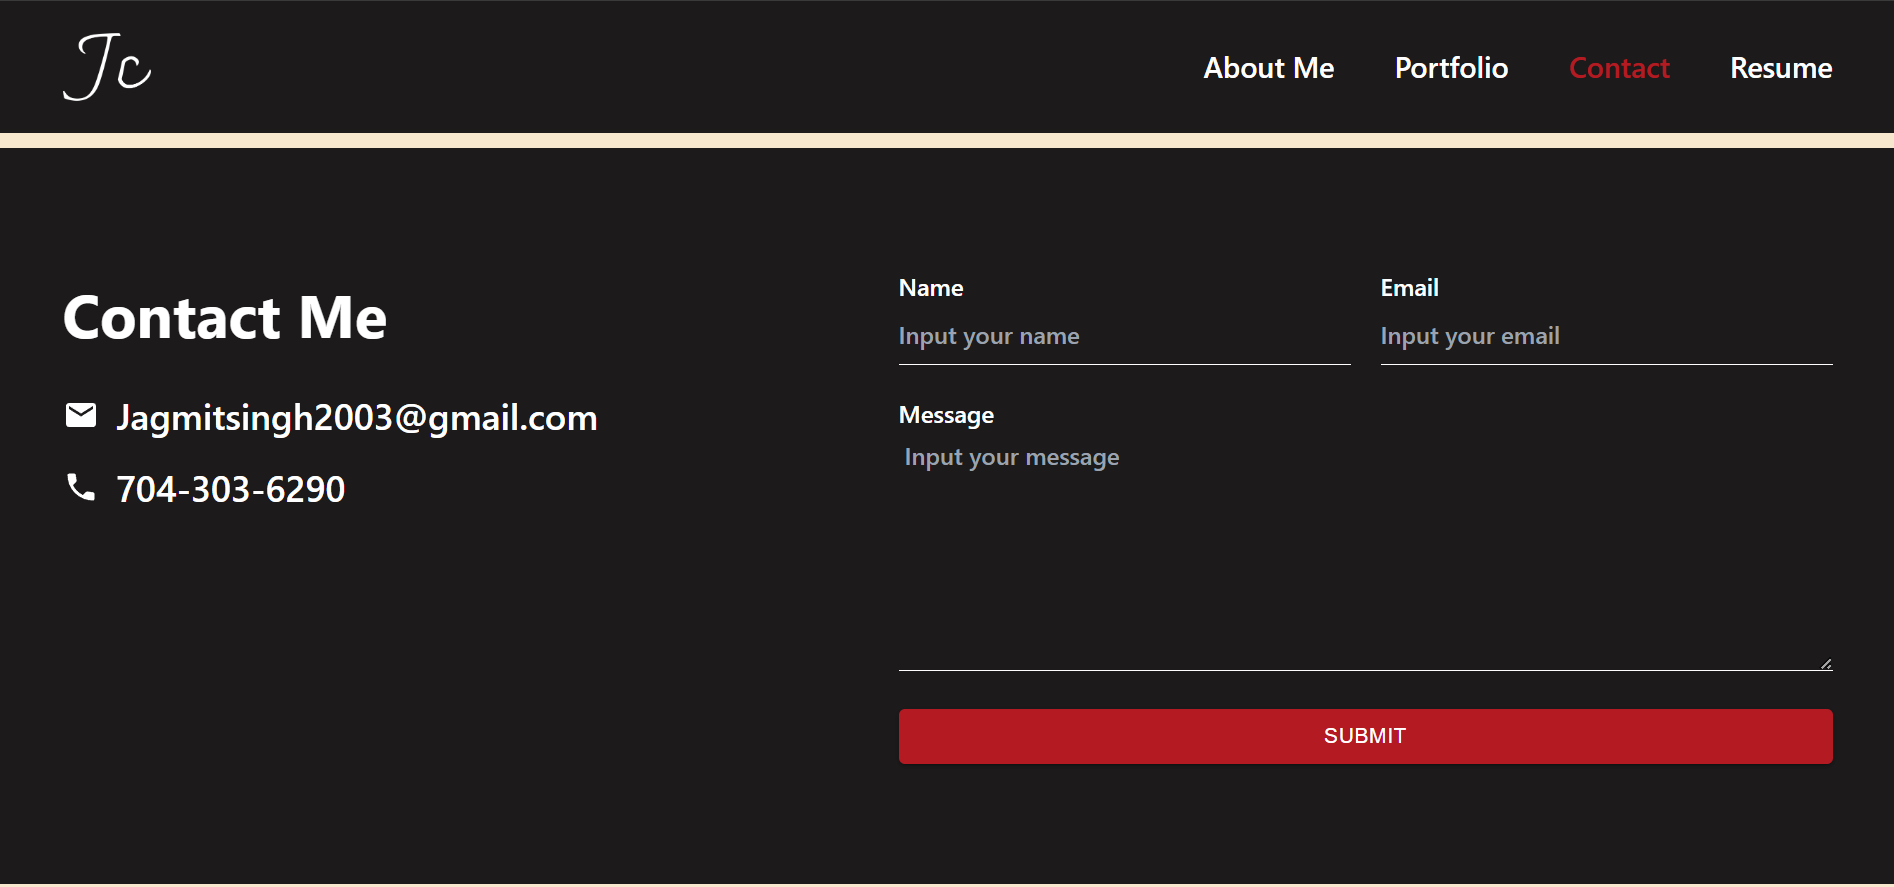 Jc
About Me Portfolio Contact Resume
Contact Me
Jagmitsingh2003@gmail.com
704-303-6290
Name
Input your name
Email
Input your email
Message
Input your message
SUBMIT